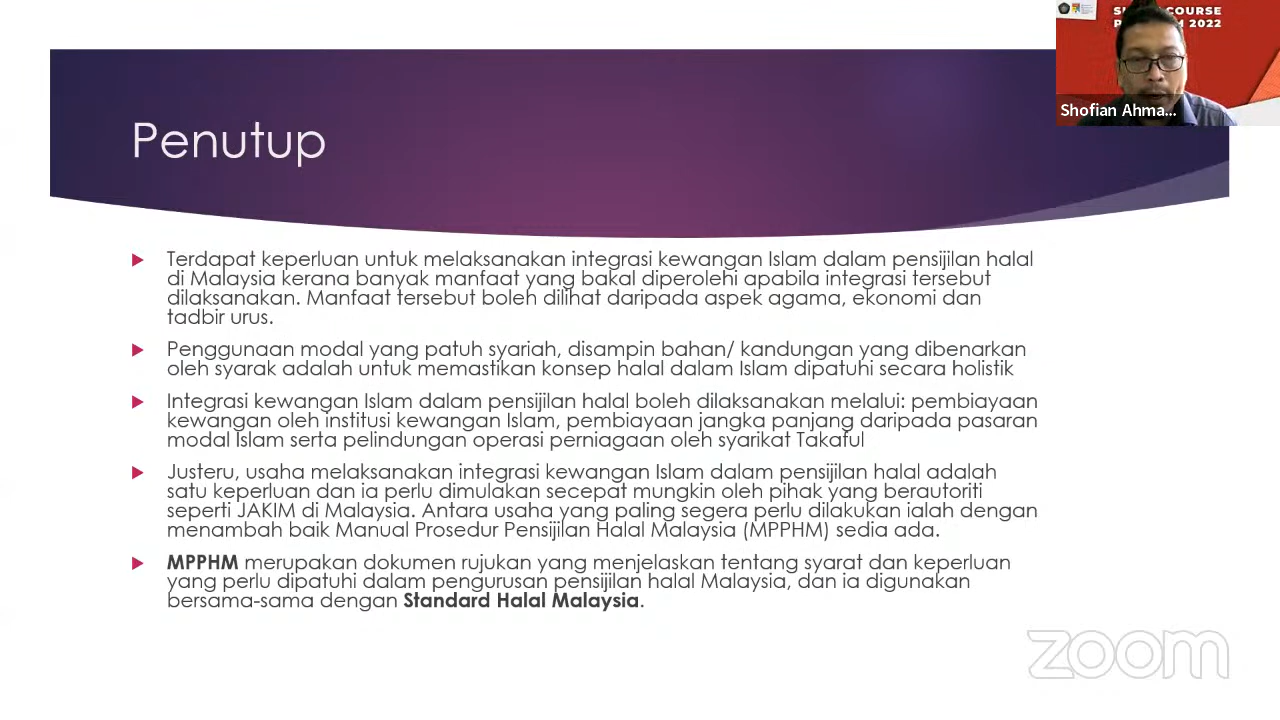 SHORT COURSE
2022
Shofian Ahma...
Penutup
Terdapat keperluan untuk melaksanakan integrasi kewangan Islam dalam pensijilan halal
di Malaysia kerana banyak manfaat yang bakal diperolehi apabila integrasi tersebut
dilaksanakan. Manfaat tersebut boleh dilihat daripada aspek agama, ekonomi dan
tadbir urus.
Penggunaan modal yang patuh syariah, disampin bahan/ kandungan yang dibenarkan
oleh syarak adalah untuk memastikan konsep halal dalam Islam dipatuhi secara holistik
Integrasi kewangan Islam dalam pensijilan halal boleh dilaksanakan melalui: pembiayaan
kewangan oleh institusi kewangan Islam, pembiayaan jangka panjang daripada pasaran
modal Islam serta pelindungan operasi perniagaan oleh syarikat Takaful
Justeru, usaha melaksanakan integrasi kewangan Islam dalam pensijilan halal adalah
satu keperluan dan ia perlu dimulakan secepat mungkin oleh pihak yang berautoriti
seperti JAKIM di Malaysia. Antara usaha yang paling segera perlu dilakukan ialah dengan
menambah baik Manual Prosedur Pensijilan Halal Malaysia (MPPHM) sedia ada.
MPPHM merupakan dokumen rujukan yang menjelaskan tentang syarat dan keperluan
yang perlu dipatuhi dalam pengurusan pensijilan halal Malaysia, dan ia digunakan
bersama-sama dengan Standard Halal Malaysia.
zoom